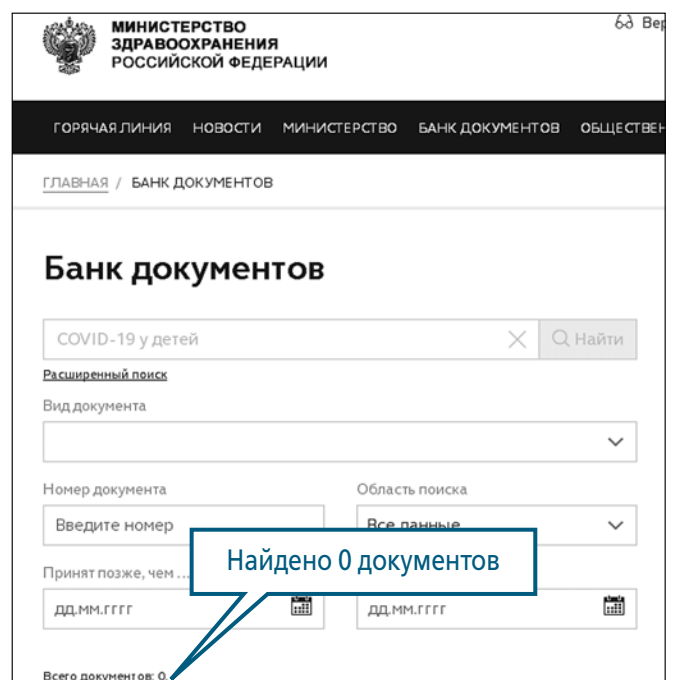 МИНИСТЕРСТВО
ЗДРАВООХРАНЕНИЯ
РОССИЙСКОЙ ФЕДЕРАЦИИ
Вер
ГОРЯЧАЯ ЛИНИЯ НОВОСТИ МИНИСТЕРСТВО БАНК ДОКУМЕНТОВ ОБЩЕСТВЕН
ГЛАВНАЯ / БАНК ДОКУМЕНТОВ
Банк документов
COVID-19 у детей Найти
Расширенный поиск
Вид документа
Номер документа Область поиска
Введите номер Все данные
Найдено 0 документов
Принят позже, чем ...
дд.мм.гггг дд.мм.гггг
Всего документов: 0.